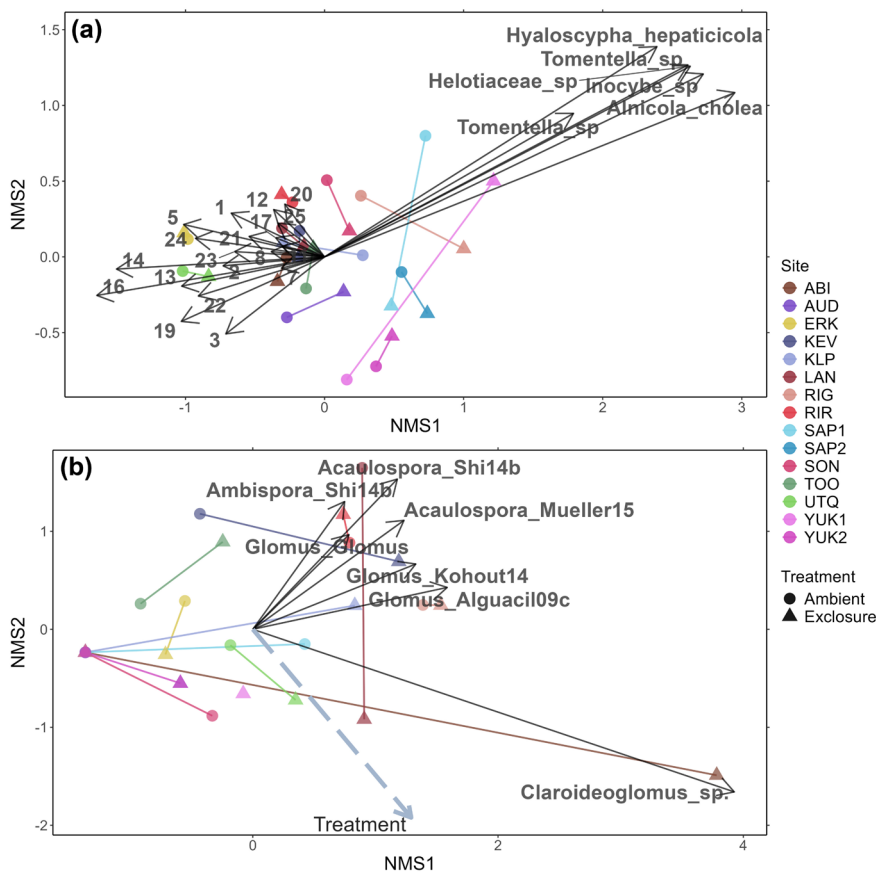 (a)
1.5
1.0
0.5
0.0
-0.5
NMS2
Hyaloscypha_hepaticicola
Tomentella_sp
Helotiaceae_sp
Inocybe_sp
Alnicola_cholea
Tomentella_sp
12
20
1
5
17
25
24
21
14
23
8
2
13
7
16
22
19
3
-1
0
1
2
3
NMS1
(b)
1
0
-1
-2
NMS2
Acaulospora_Shi14b
Ambispora_Shi14b
Acaulospora_Mueller15
Glomus_Glomus
Glomus_Kohout14
Glomus_Alguacil09c
Claroideoglomus_sp.
Treatment
0
2
4
NMS1
Site
ABI
AUD
ERK
KEV
KLP
LAN
RIG
RIR
SAP1
SAP2
SON
TOO
UTQ
YUK1
YUK2
Treatment
Ambient
Exclosure